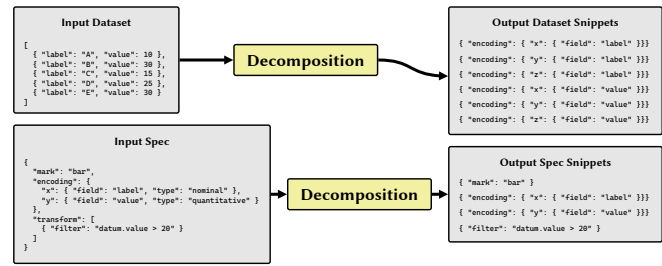 Input Dataset
[
{ "label": "A", "value": 10 },
{ "label": "B", "value": 30 },
{ "label": "C", "value": 15 },
{ "label": "D", "value": 25 },
{ "label": "E", "value": 30 }
]
Decomposition
Output Dataset Snippets
{ "encoding": { "x": { "field": "label" }}}
{ "encoding": { "y": { "field": "label" }}}
{ "encoding": { "z": { "field": "label" }}}
{ "encoding": { "x": { "field": "value" }}}
{ "encoding": { "y": { "field": "value" }}}
{ "encoding": { "z": { "field": "value" }}}
Input Spec
{
"mark": "bar",
"encoding": {
"x": { "field": "label", "type": "nominal" },
"y": { "field": "value", "type": "quantitative" }
},
"transform": [
{ "filter": "datum.value > 20" }
]
}
Decomposition
Output Spec Snippets
{ "mark": "bar" }
{ "encoding": { "x": { "field": "label" }}}
{ "encoding": { "y": { "field": "value" }}}
{ "filter": "datum.value > 20" }